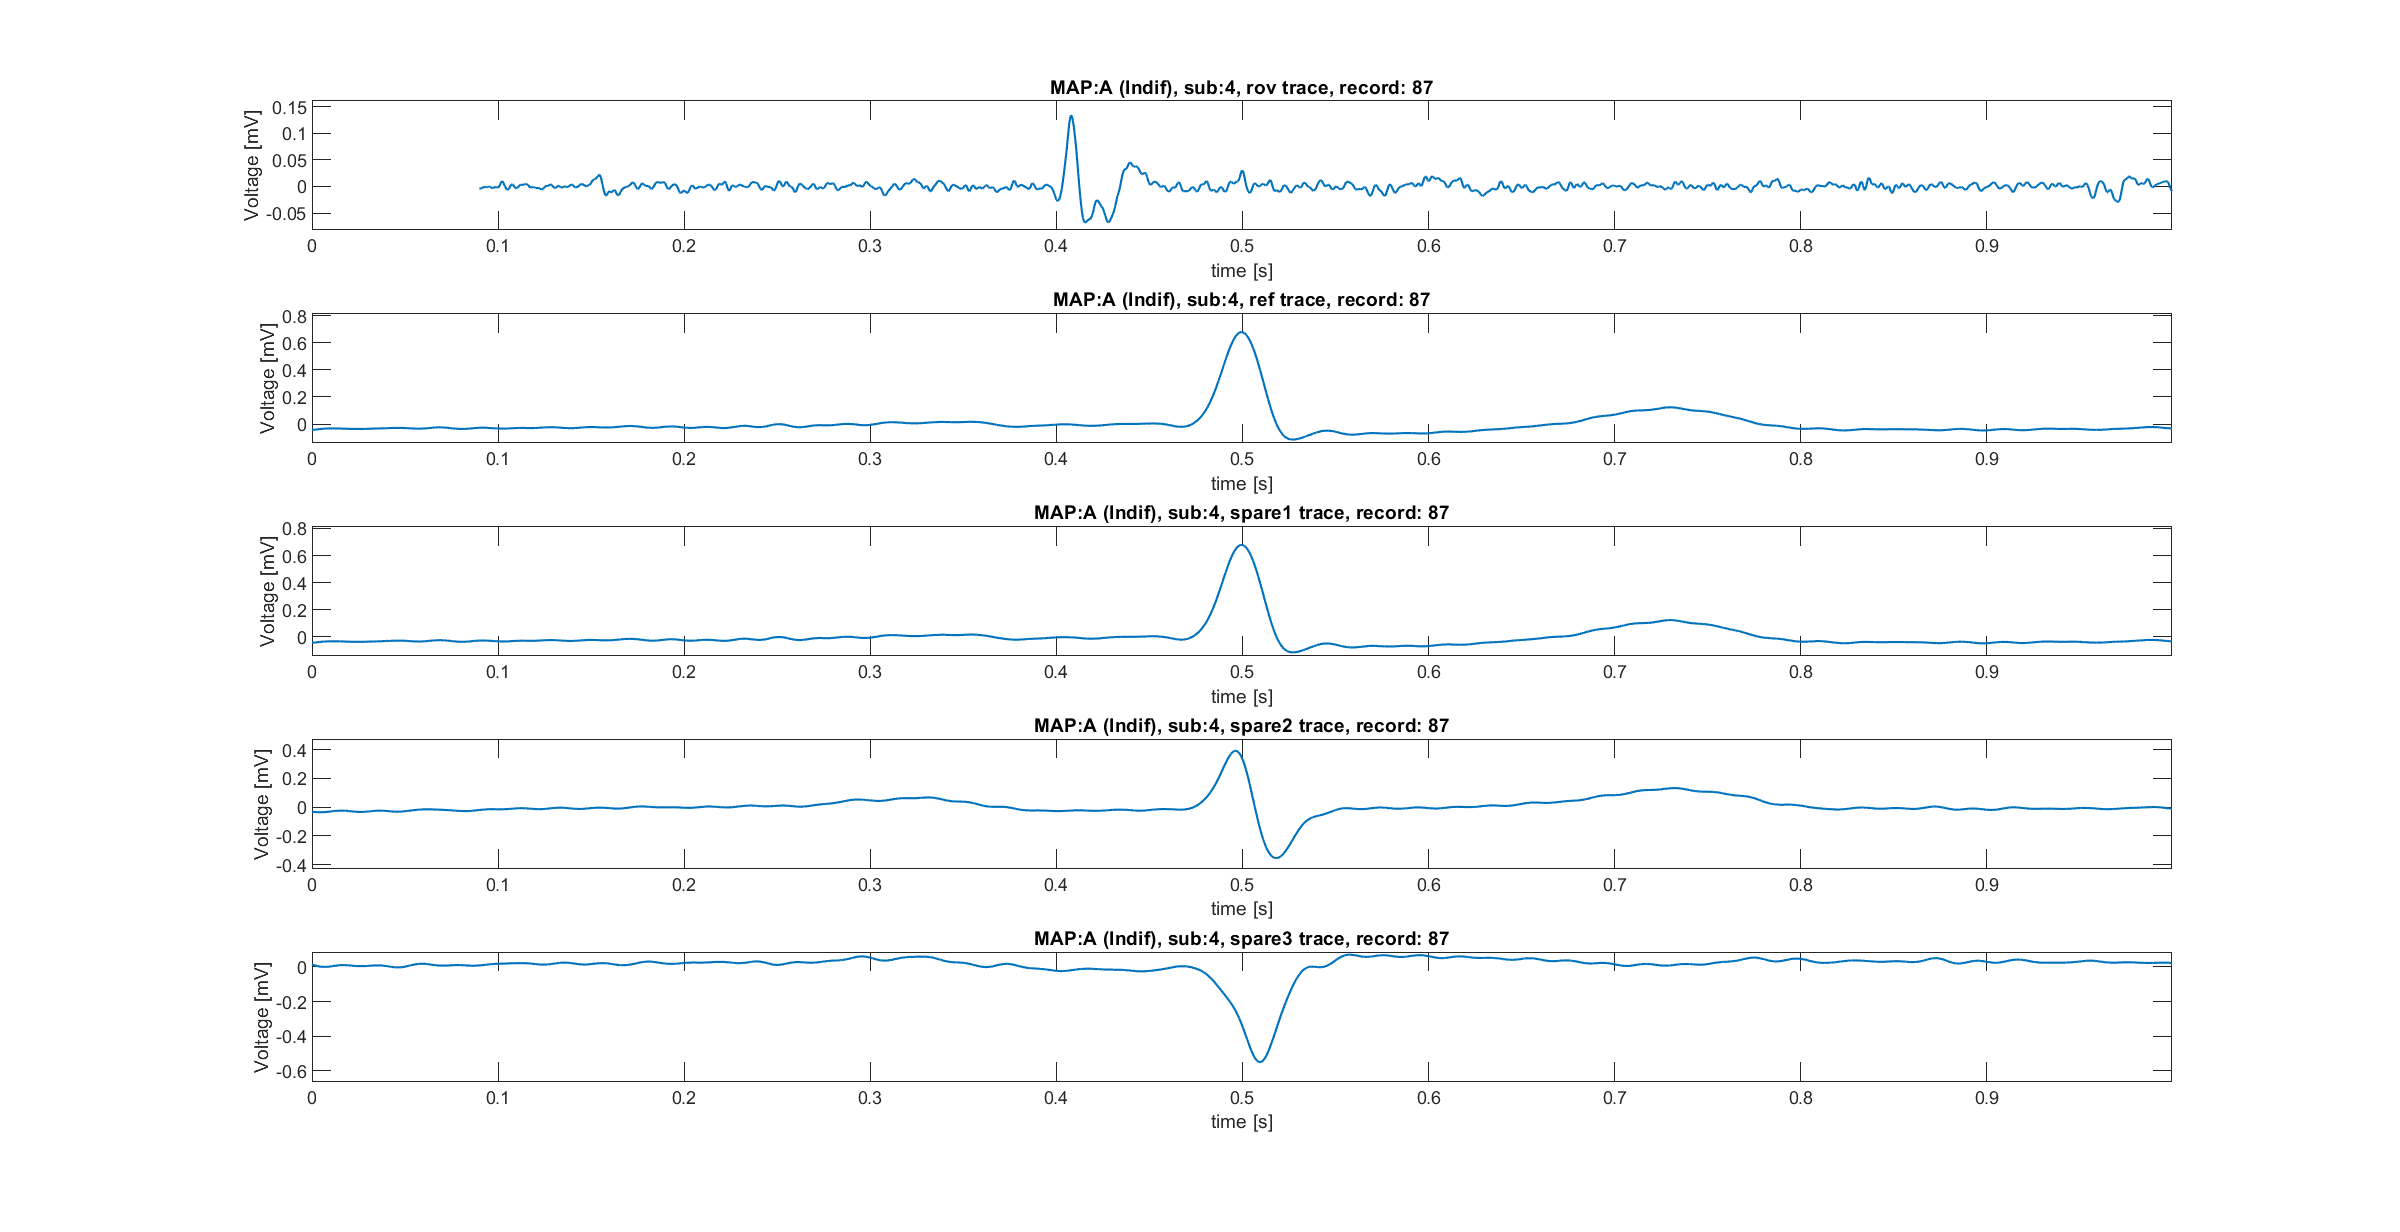 MAP:A (Indif), sub:4, rov trace, record: 87
Voltage [mV]
0.15
0.1
0.05
0
-0.05
0 0.1 0.2 0.3 0.4 0.5 0.6 0.7 0.8 0.9
time [s]
MAP:A (Indif), sub:4, ref trace, record: 87
Voltage [mV]
0.8
0.6
0.4
0.2
0
0 0.1 0.2 0.3 0.4 0.5 0.6 0.7 0.8 0.9
time [s]
MAP:A (Indif), sub:4, spare1 trace, record: 87
Voltage [mV]
0.8
0.6
0.4
0.2
0
0 0.1 0.2 0.3 0.4 0.5 0.6 0.7 0.8 0.9
time [s]
MAP:A (Indif), sub:4, spare2 trace, record: 87
Voltage [mV]
0.4
0.2
0
-0.2
-0.4
0 0.1 0.2 0.3 0.4 0.5 0.6 0.7 0.8 0.9
time [s]
MAP:A (Indif), sub:4, spare3 trace, record: 87
Voltage [mV]
0
-0.2
-0.4
-0.6
0 0.1 0.2 0.3 0.4 0.5 0.6 0.7 0.8 0.9
time [s]